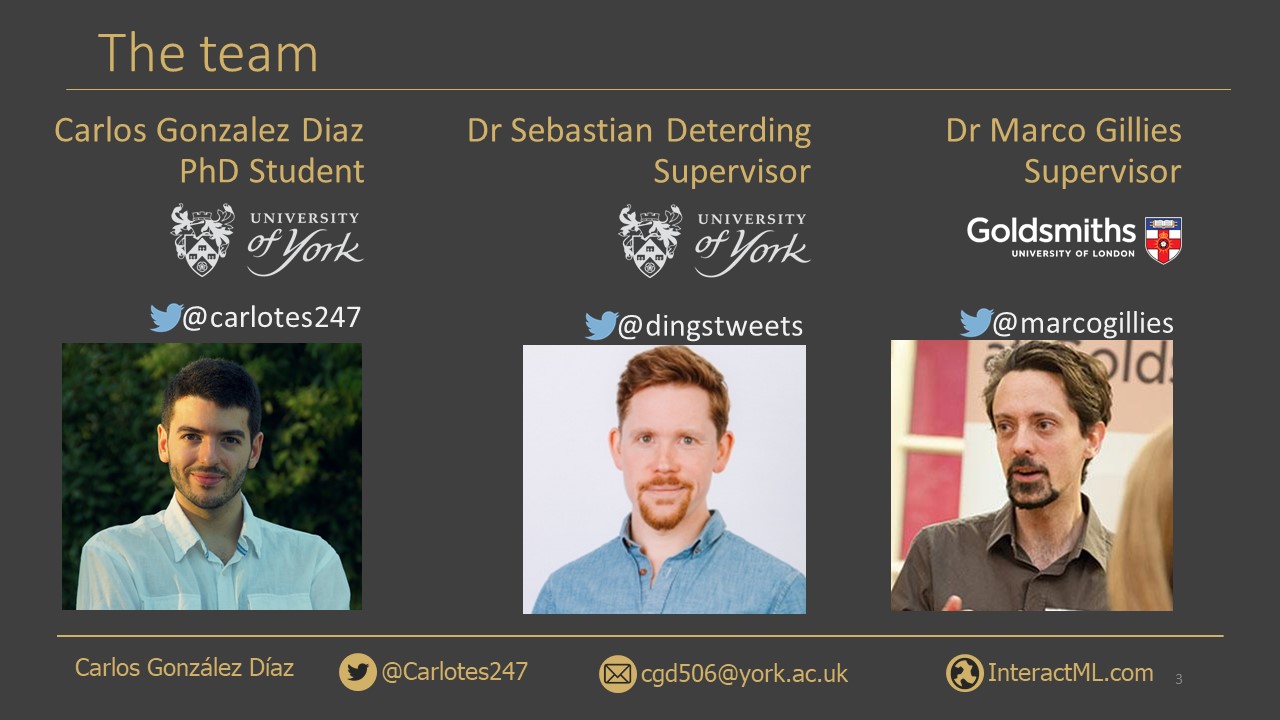 The team
Carlos Gonzalez Diaz
PhD Student
UNIVERSITY
of York
@carlotes247
Dr Sebastian Deterding
Supervisor
UNIVERSITY
of York
@dingstweets
Dr Marco Gillies
Supervisor
Goldsmiths
UNIVERSITY OF LONDON
@marcogillies
Golds
Carlos González Díaz
@Carlotes247
cgd506@york.ac.uk
InteractML.com
3